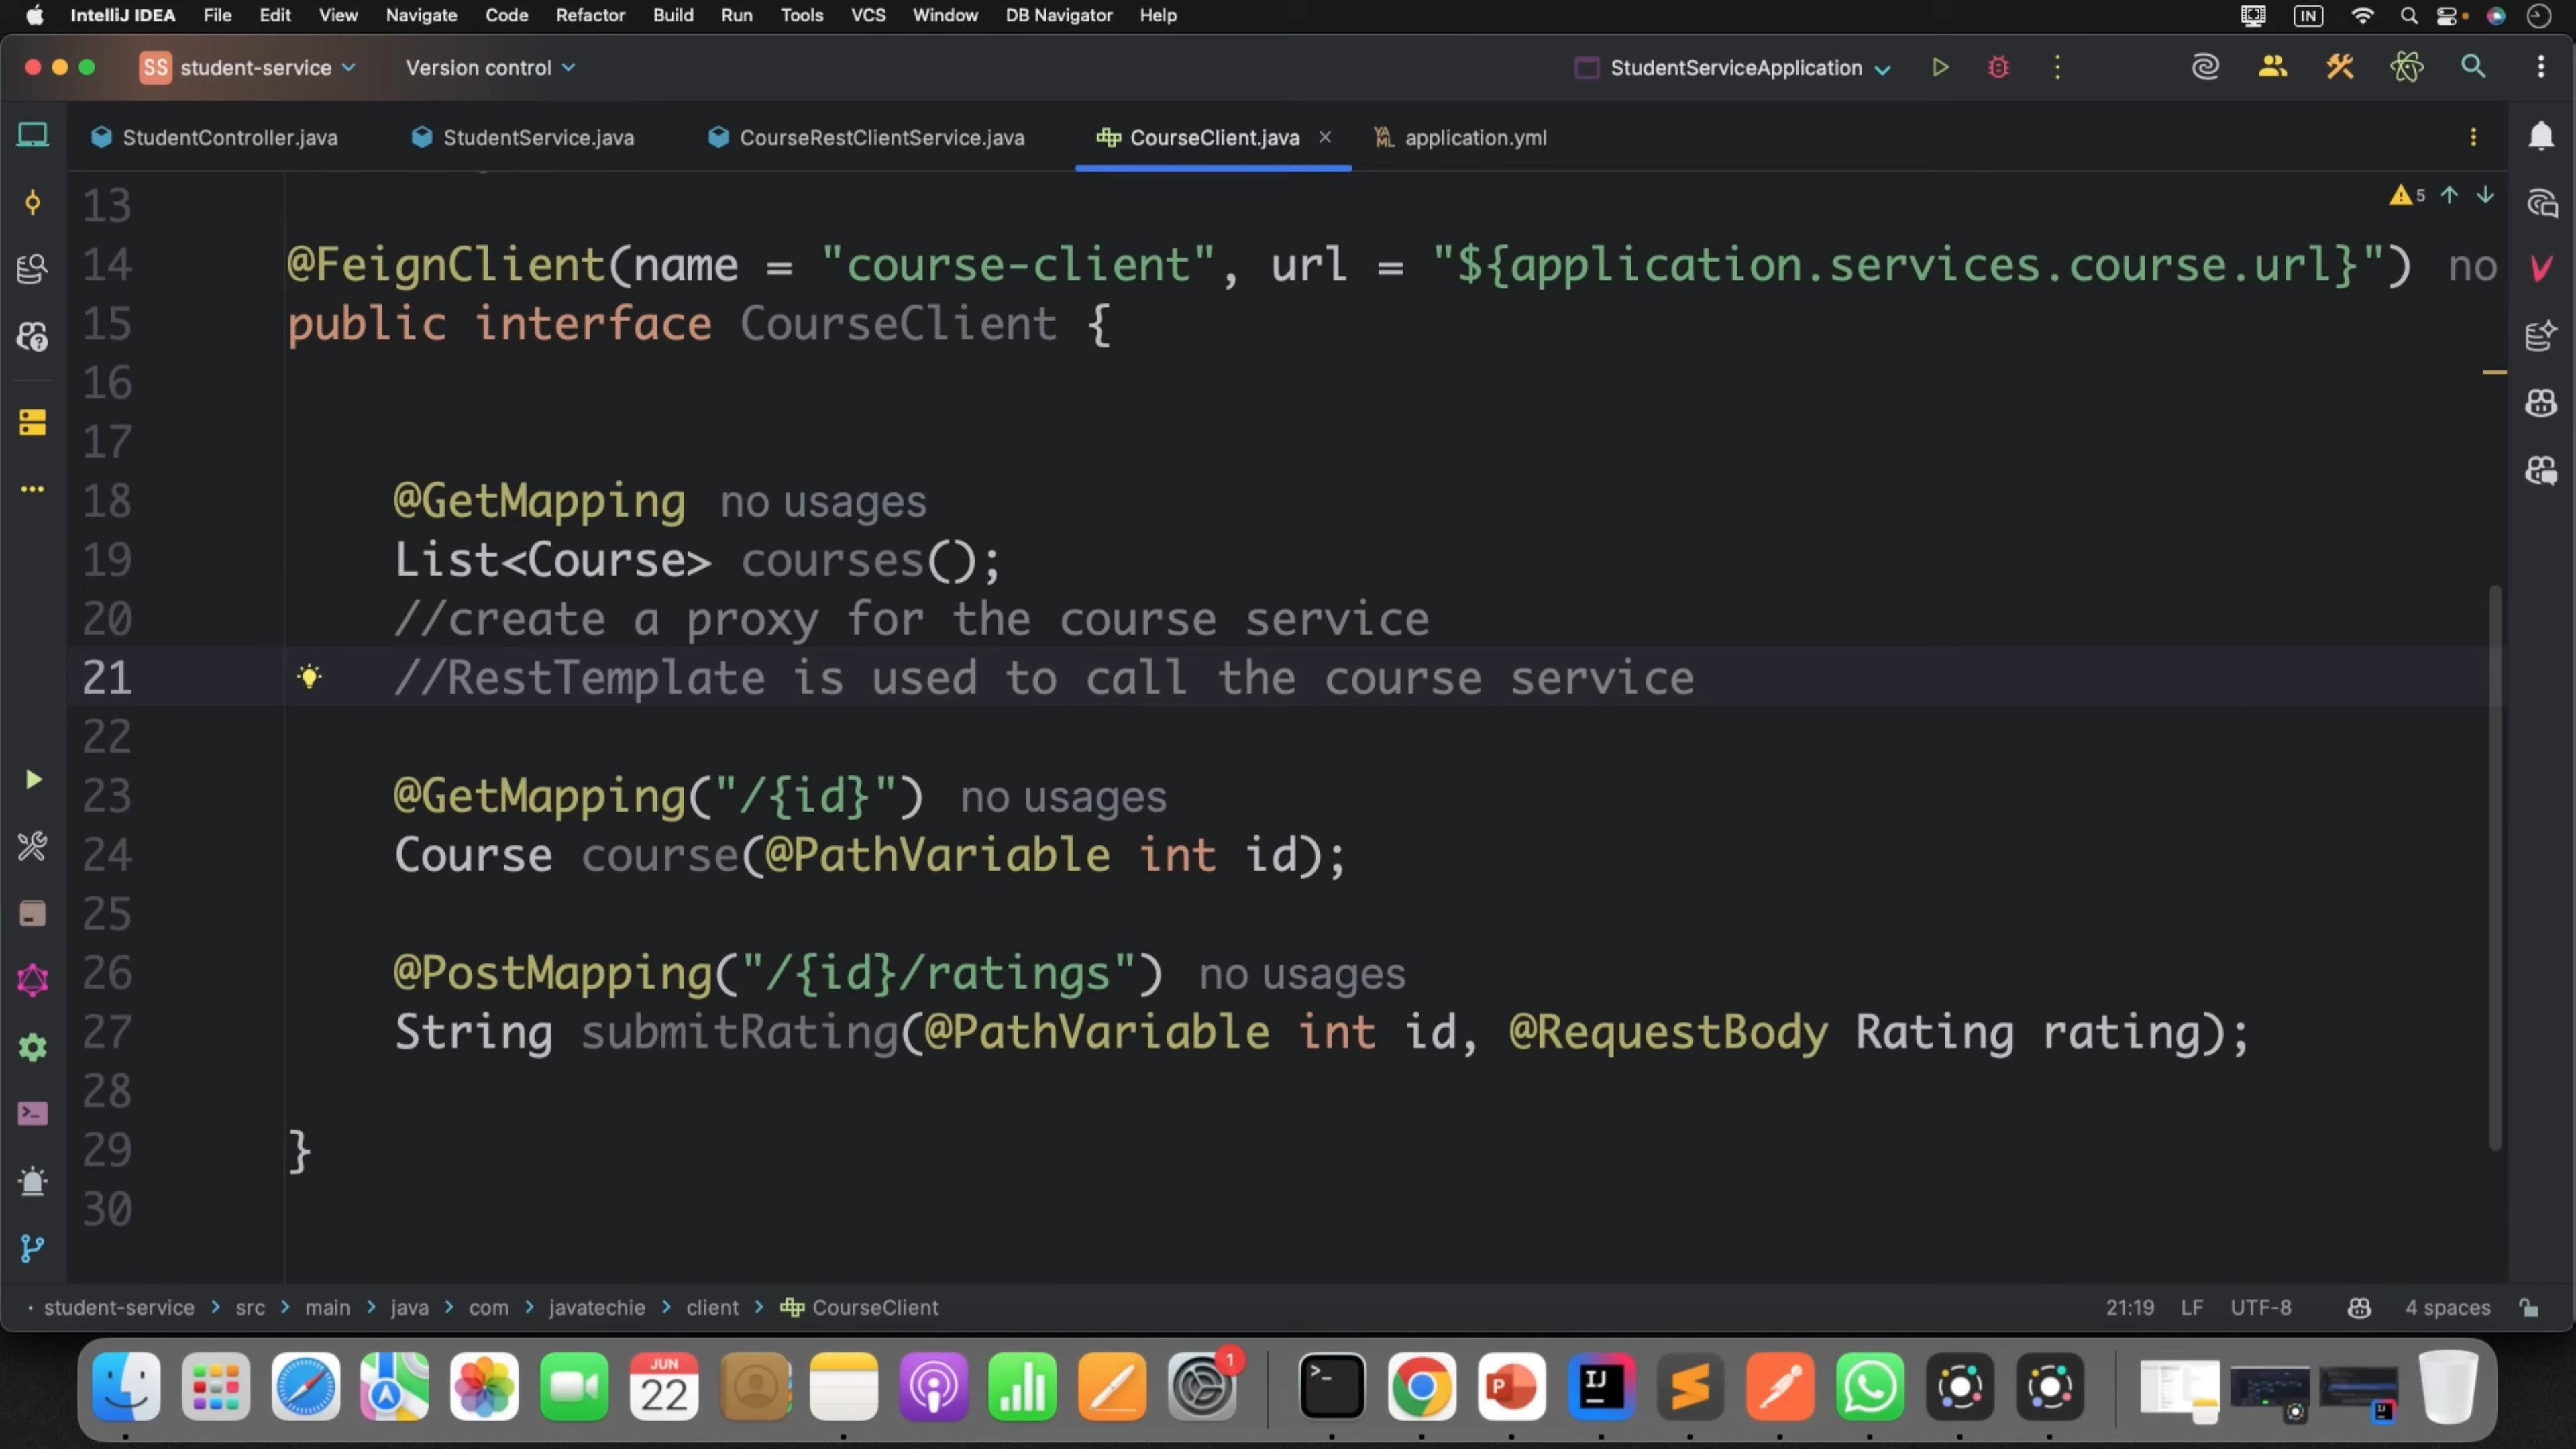 IntelliJ IDEA File Edit View Navigate Code Refactor Build Run Tools VCS Window DB Navigator Help IN
SS student-service Version control StudentServiceApplication
StudentController.java StudentService.java CourseRestClientService.java CourseClient.java application.yml
13 5
14 @FeignClient(name = "course-client", url = "${application.services.course.url}") no
15 public interface CourseClient {
16
17
18 @GetMapping no usages
19 List<Course> courses();
20 //create a proxy for the course service
21 //RestTemplate is used to call the course service
22
23 @GetMapping("/{id}") no usages
24 Course course(@PathVariable int id);
25
26 @PostMapping("/{id}/ratings") no usages
27 String submitRating(@PathVariable int id, @RequestBody Rating rating);
28
29 }
30
student-service > src > main > java > com > javatechie > client > CourseClient 21:19 LF UTF-8 4 spaces
JUN
22
1
P
IJ